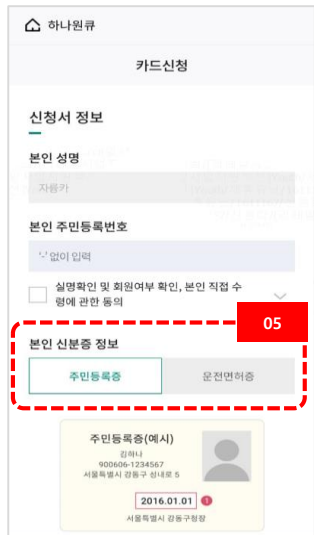 하나원큐
카드신청
신청서 정보
본인 성명
자용카
본인 주민등록번호
'-' 없이 입력
실명확인 및 회원여부 확인, 본인 직접 수
령에 관한 동의
05
본인 신분증 정보
주민등록증
운전면허증
주민등록증(예시)
김하나
900606-1234567
서울특별시 강동구 성내로 5
2016.01.01 1
서울특별시 강동구청장